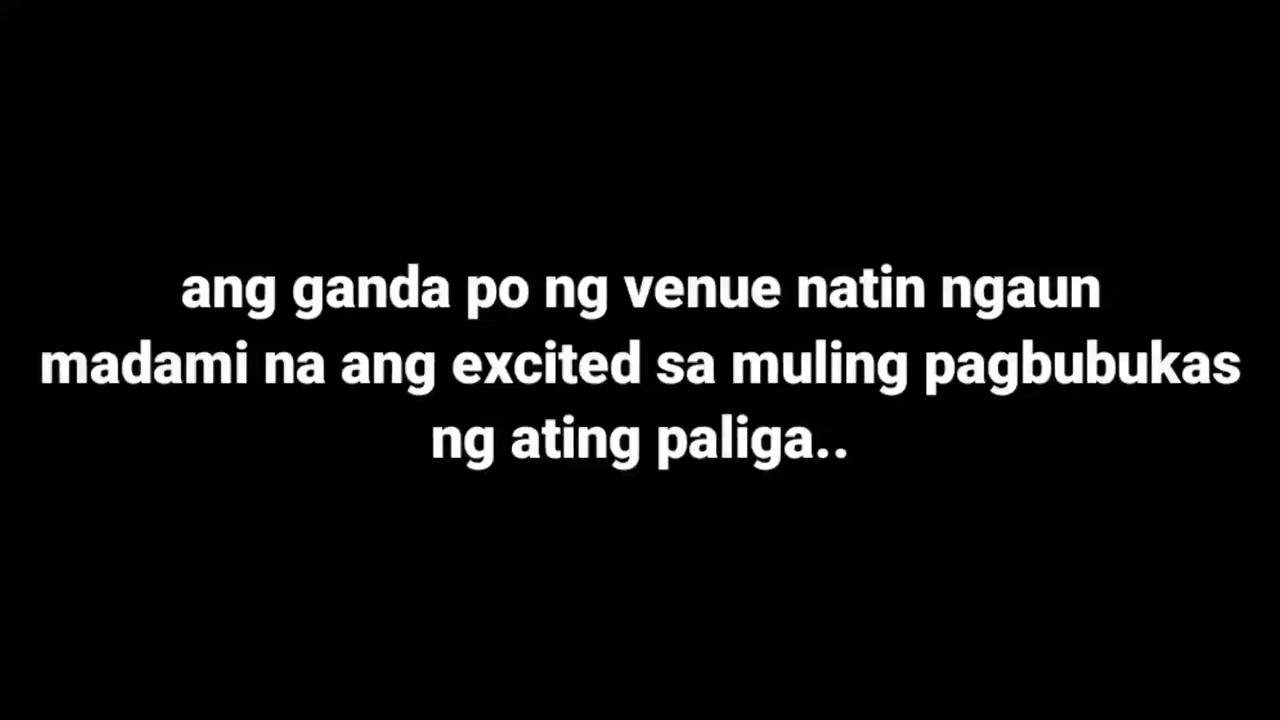 ang ganda po ng venue natin ngaun
madami na ang excited sa muling pagbubukas
ng ating paliga..